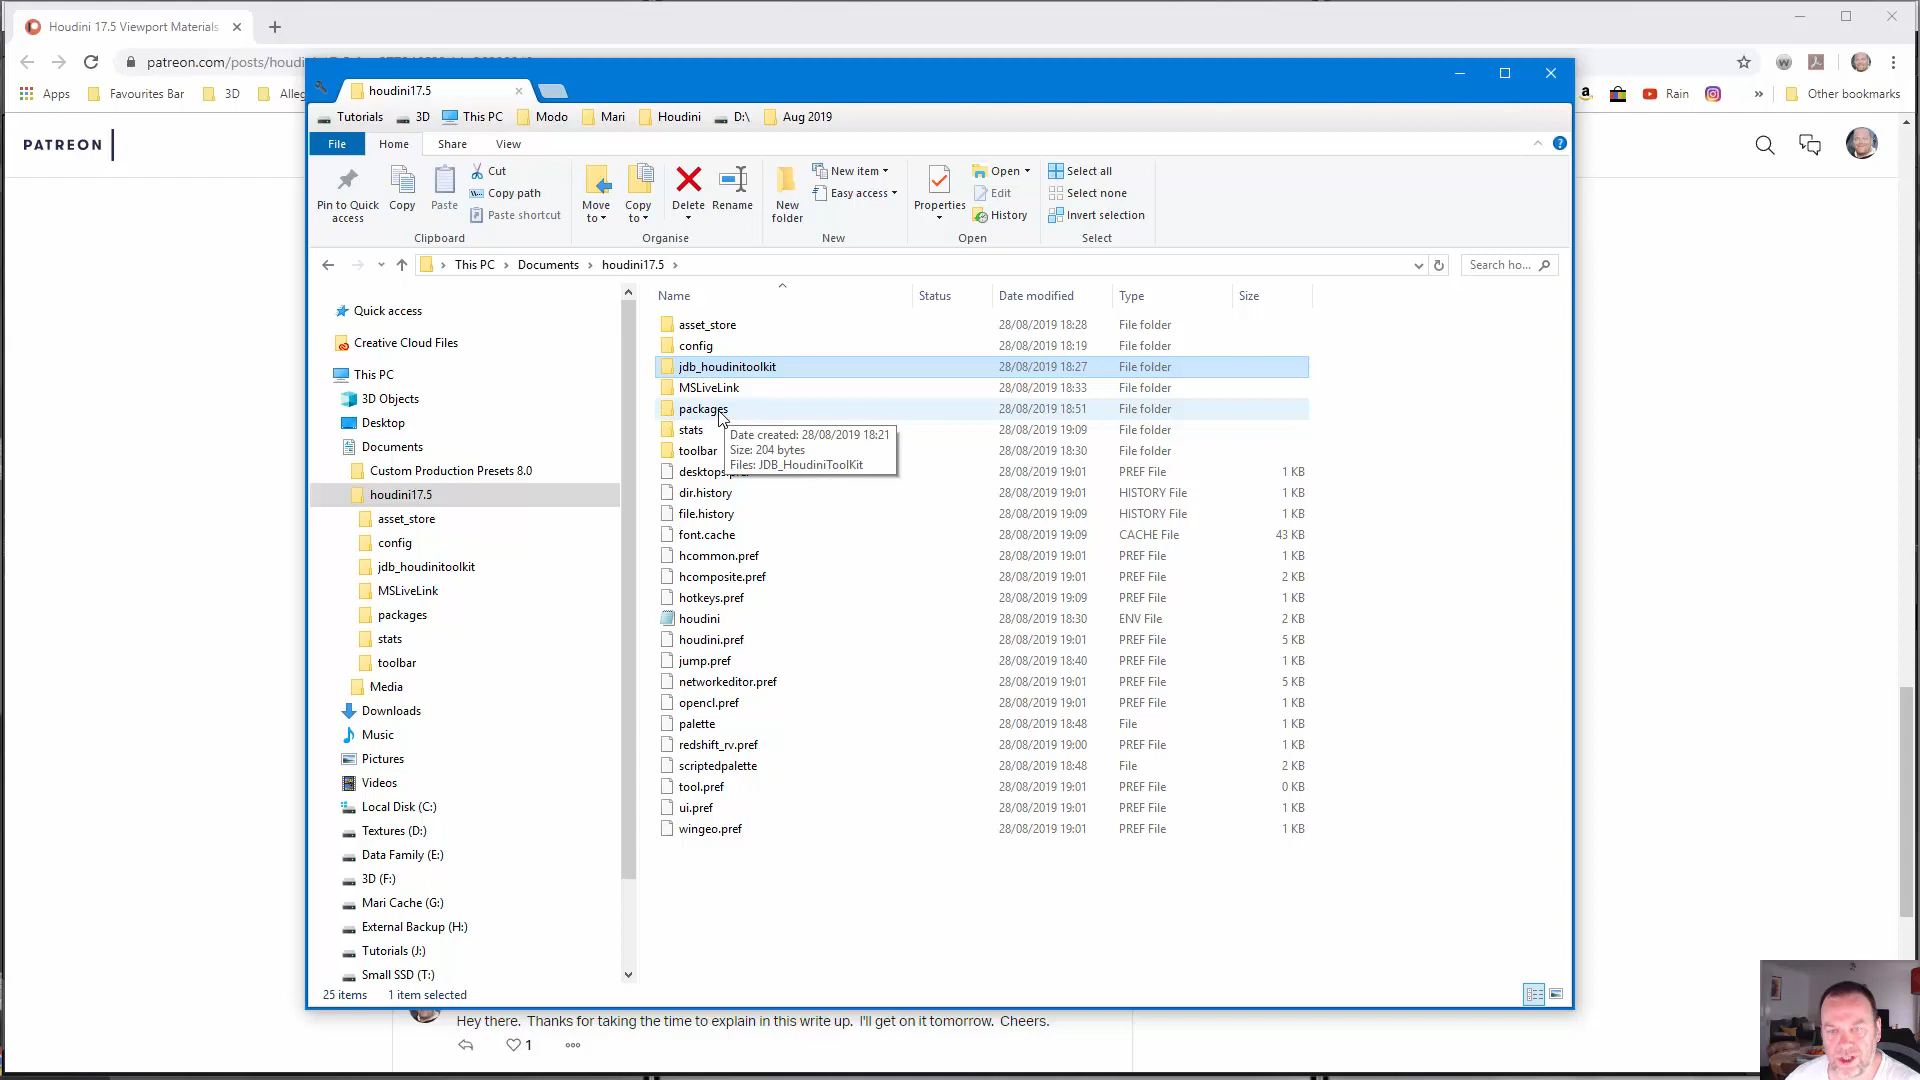 Houdini 17.5 Viewport Materials
patreon.com/posts/houdi
Apps
Favourites Bar
3D
Alleg
Rain
Other bookmarks
PATREON
houdini17.5
Tutorials
3D
This PC
Modo
Mari
Houdini
D:\
Aug 2019
File
Home
Share
View
Pin to Quick access
Copy
Paste
Cut
Copy path
Paste shortcut
Clipboard
Move to
Copy to
Delete
Rename
Organise
New folder
New item
Easy access
New
Properties
Open
Edit
History
Open
Select all
Select none
Invert selection
Select
This PC > Documents > houdini17.5 >
Search ho...
Quick access
Creative Cloud Files
This PC
3D Objects
Desktop
Documents
Custom Production Presets 8.0
houdini17.5
asset_store
config
jdb_houdinitoolkit
MSLiveLink
packages
stats
toolbar
Media
Downloads
Music
Pictures
Videos
Local Disk (C:)
Textures (D:)
Data Family (E:)
3D (F:)
Mari Cache (G:)
External Backup (H:)
Tutorials (J:)
Small SSD (T:)
Name Status Date modified Type Size
asset_store 28/08/2019 18:28 File folder
config 28/08/2019 18:19 File folder
jdb_houdinitoolkit 28/08/2019 18:27 File folder
MSLiveLink 28/08/2019 18:33 File folder
packages 28/08/2019 18:51 File folder
stats 28/08/2019 19:09 File folder
toolbar 28/08/2019 18:30 File folder
Date created: 28/08/2019 18:21
Size: 204 bytes
Files: JDB_HoudiniToolKit
desktops. 28/08/2019 19:01 PREF File 1 KB
dir.history 28/08/2019 19:01 HISTORY File 1 KB
file.history 28/08/2019 19:09 HISTORY File 1 KB
font.cache 28/08/2019 19:09 CACHE File 43 KB
hcommon.pref 28/08/2019 19:01 PREF File 1 KB
hcomposite.pref 28/08/2019 19:01 PREF File 2 KB
hotkeys.pref 28/08/2019 19:09 PREF File 1 KB
houdini 28/08/2019 18:30 ENV File 2 KB
houdini.pref 28/08/2019 19:01 PREF File 5 KB
jump.pref 28/08/2019 18:40 PREF File 1 KB
networkeditor.pref 28/08/2019 19:01 PREF File 5 KB
opencl.pref 28/08/2019 19:01 PREF File 1 KB
palette 28/08/2019 18:48 File 1 KB
redshift_rv.pref 28/08/2019 19:00 PREF File 1 KB
scriptedpalette 28/08/2019 18:48 File 2 KB
tool.pref 28/08/2019 19:01 PREF File 0 KB
ui.pref 28/08/2019 19:01 PREF File 1 KB
wingeo.pref 28/08/2019 19:01 PREF File 1 KB
25 items 1 item selected
Hey there. Thanks for taking the time to explain in this write up. I'll get on it tomorrow. Cheers.
1